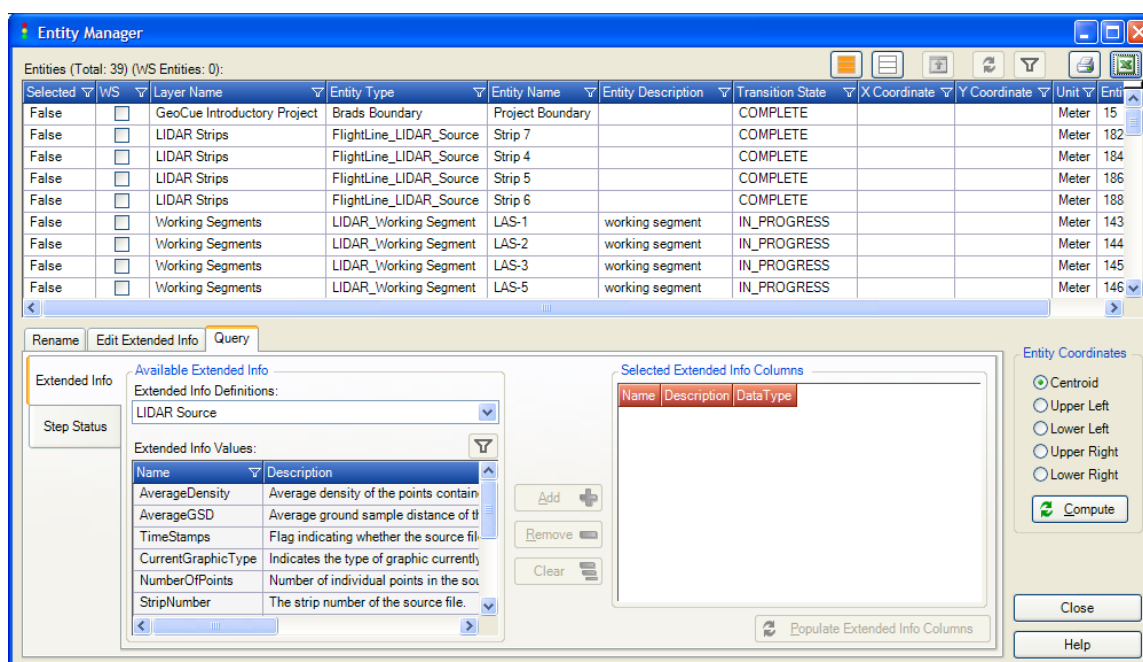 Entity Manager
Entities (Total: 39) (WS Entities: 0):
Selected WS Layer Name Entity Type Entity Name Entity Description Transition State X Coordinate Y Coordinate Unit Enti
False GeoCue Introductory Project Brads Boundary Project Boundary COMPLETE Meter 15
False LIDAR Strips FlightLine_LIDAR_Source Strip 7 COMPLETE Meter 182
False LIDAR Strips FlightLine_LIDAR_Source Strip 4 COMPLETE Meter 184
False LIDAR Strips FlightLine_LIDAR_Source Strip 5 COMPLETE Meter 186
False LIDAR Strips FlightLine_LIDAR_Source Strip 6 COMPLETE Meter 188
False Working Segments LIDAR_Working Segment LAS-1 working segment IN_PROGRESS Meter 143
False Working Segments LIDAR_Working Segment LAS-2 working segment IN_PROGRESS Meter 144
False Working Segments LIDAR_Working Segment LAS-3 working segment IN_PROGRESS Meter 145
False Working Segments LIDAR_Working Segment LAS-5 working segment IN_PROGRESS Meter 146
Rename Edit Extended Info Query
Extended Info
Step Status
Available Extended Info
Extended Info Definitions:
LIDAR Source
Extended Info Values:
Name Description
AverageDensity Average density of the points contain
AverageGSD Average ground sample distance of th
TimeStamps Flag indicating whether the source fil
CurrentGraphicType Indicates the type of graphic currently
NumberOfPoints Number of individual points in the sou
StripNumber The strip number of the source file.
Add
Remove
Clear
Selected Extended Info Columns
Name Description DataType
Populate Extended Info Columns
Entity Coordinates
Centroid
Upper Left
Lower Left
Upper Right
Lower Right
Compute
Close
Help